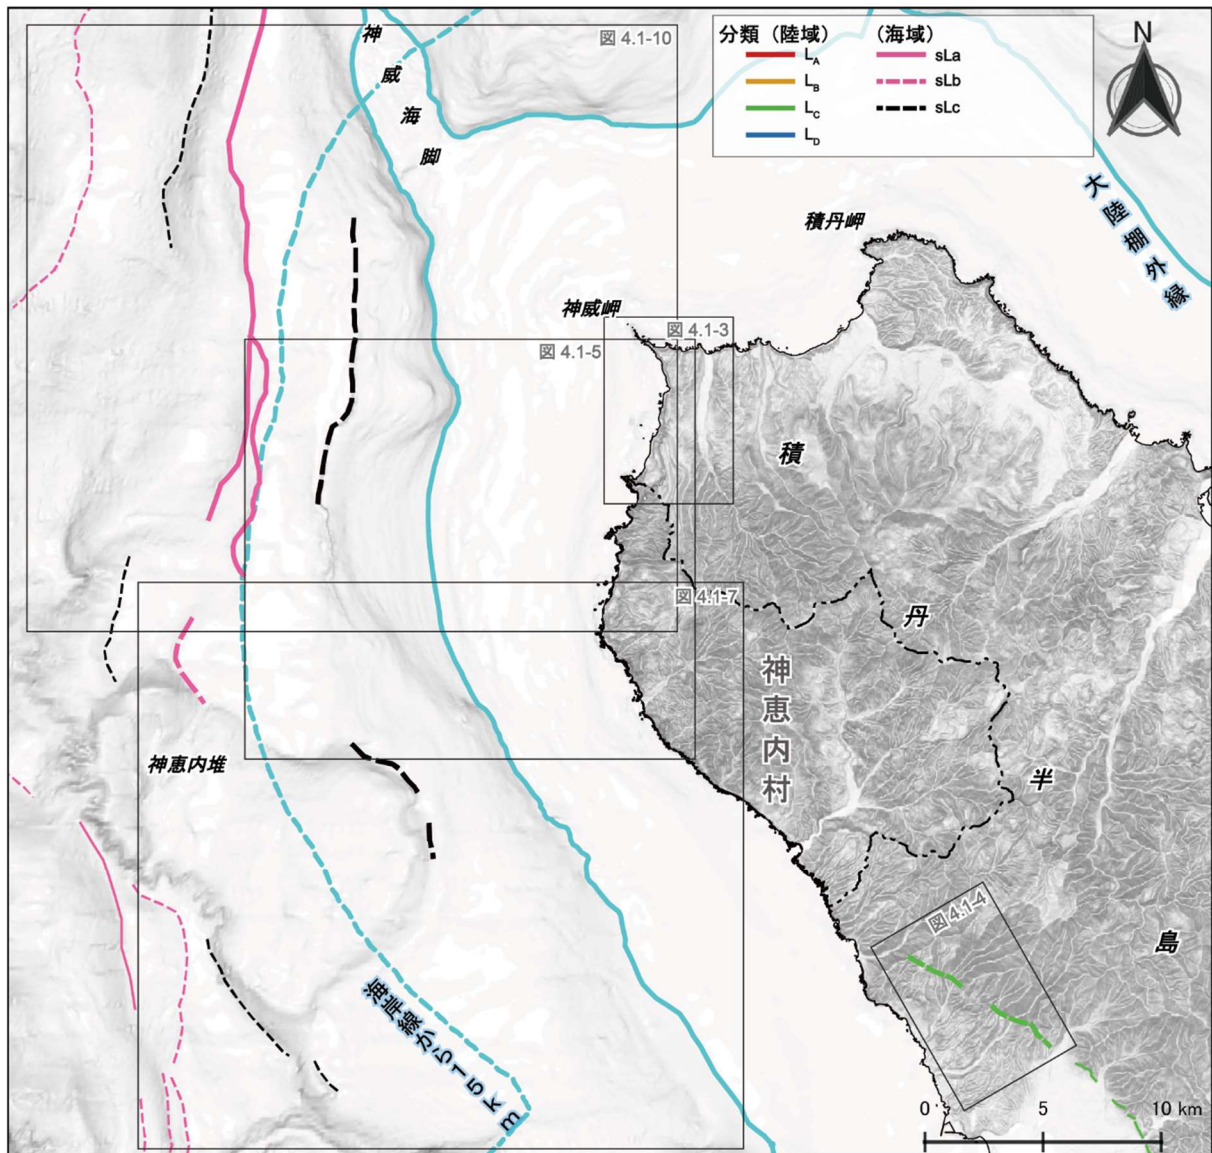 分類（陸域） （海域）
LA sLa
LB sLb
LC sLc
LD
N
図 4.1-10
神威海脚
大陸棚外縁
積丹岬
神威岬
図 4.1-3
図 4.1-5
積丹半島
図 4.1-7
神恵内村
神恵内堆
図 4.1-4
海岸線から15km
0 5 10 km